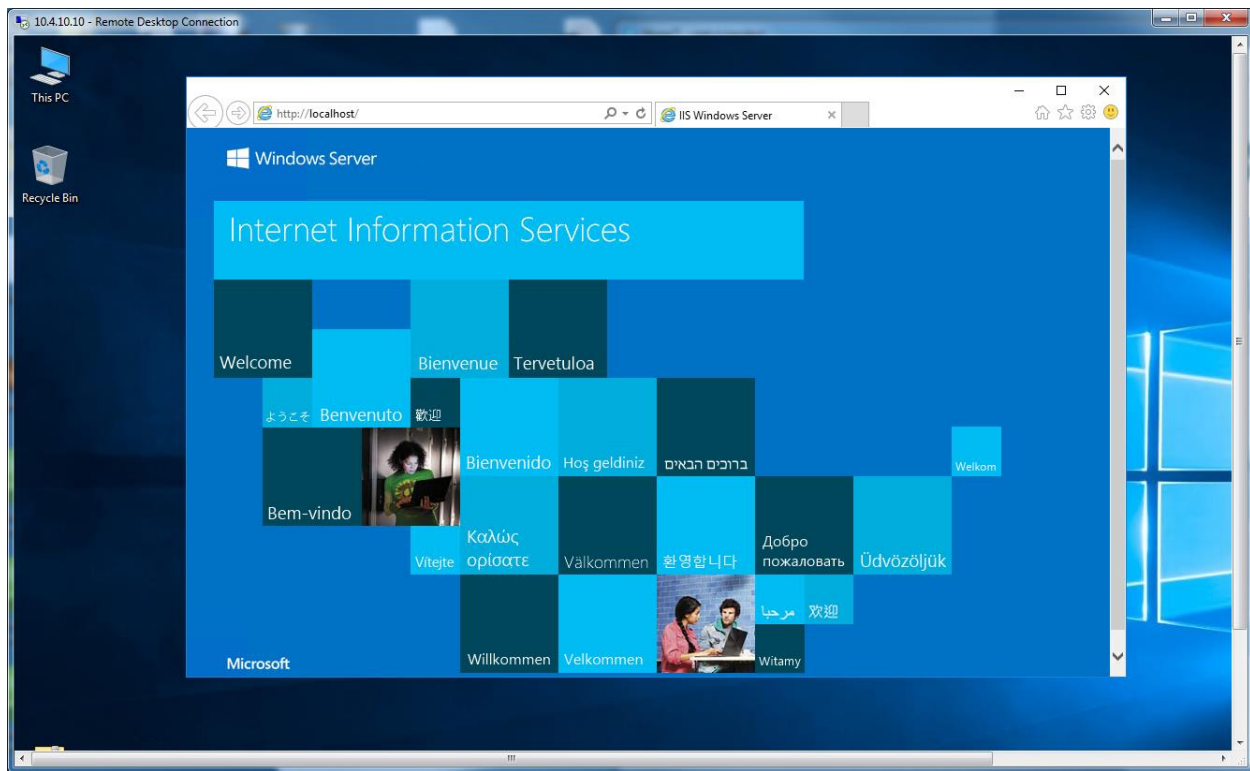 10.4.10.10 - Remote Desktop Connection
This PC
Recycle Bin
http://localhost/
IIS Windows Server
Windows Server
Internet Information Services
Welcome
Bienvenue
Tervetuloa
ようこそ
Benvenuto
歡迎
Bienvenido
Hoş geldiniz
ברוכים הבאים
Welkom
Bem-vindo
Vítejte
Καλώς
ορίσατε
Välkommen
환영합니다
Добро
пожаловать
Üdvözöljük
مرحبا
欢迎
Microsoft
Willkommen
Velkommen
Witamy